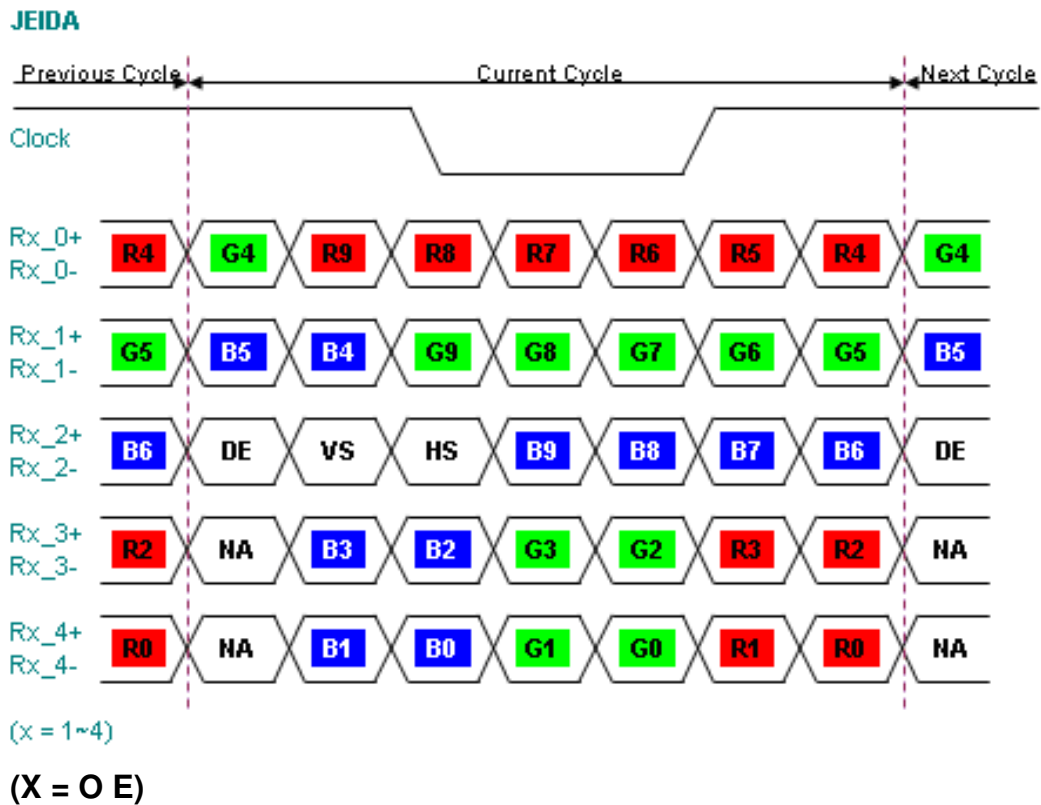 JEIDA
Previous Cycle Current Cycle Next Cycle
Clock
Rx_0+
Rx_0-
R4 G4 R9 R8 R7 R6 R5 R4 G4
Rx_1+
Rx_1-
G5 B5 B4 G9 G8 G7 G6 G5 B5
Rx_2+
Rx_2-
B6 DE VS HS B9 B8 B7 B6 DE
Rx_3+
Rx_3-
R2 NA B3 B2 G3 G2 R3 R2 NA
Rx_4+
Rx_4-
R0 NA B1 B0 G1 G0 R1 R0 NA
(x = 1~4)
(X = O E)